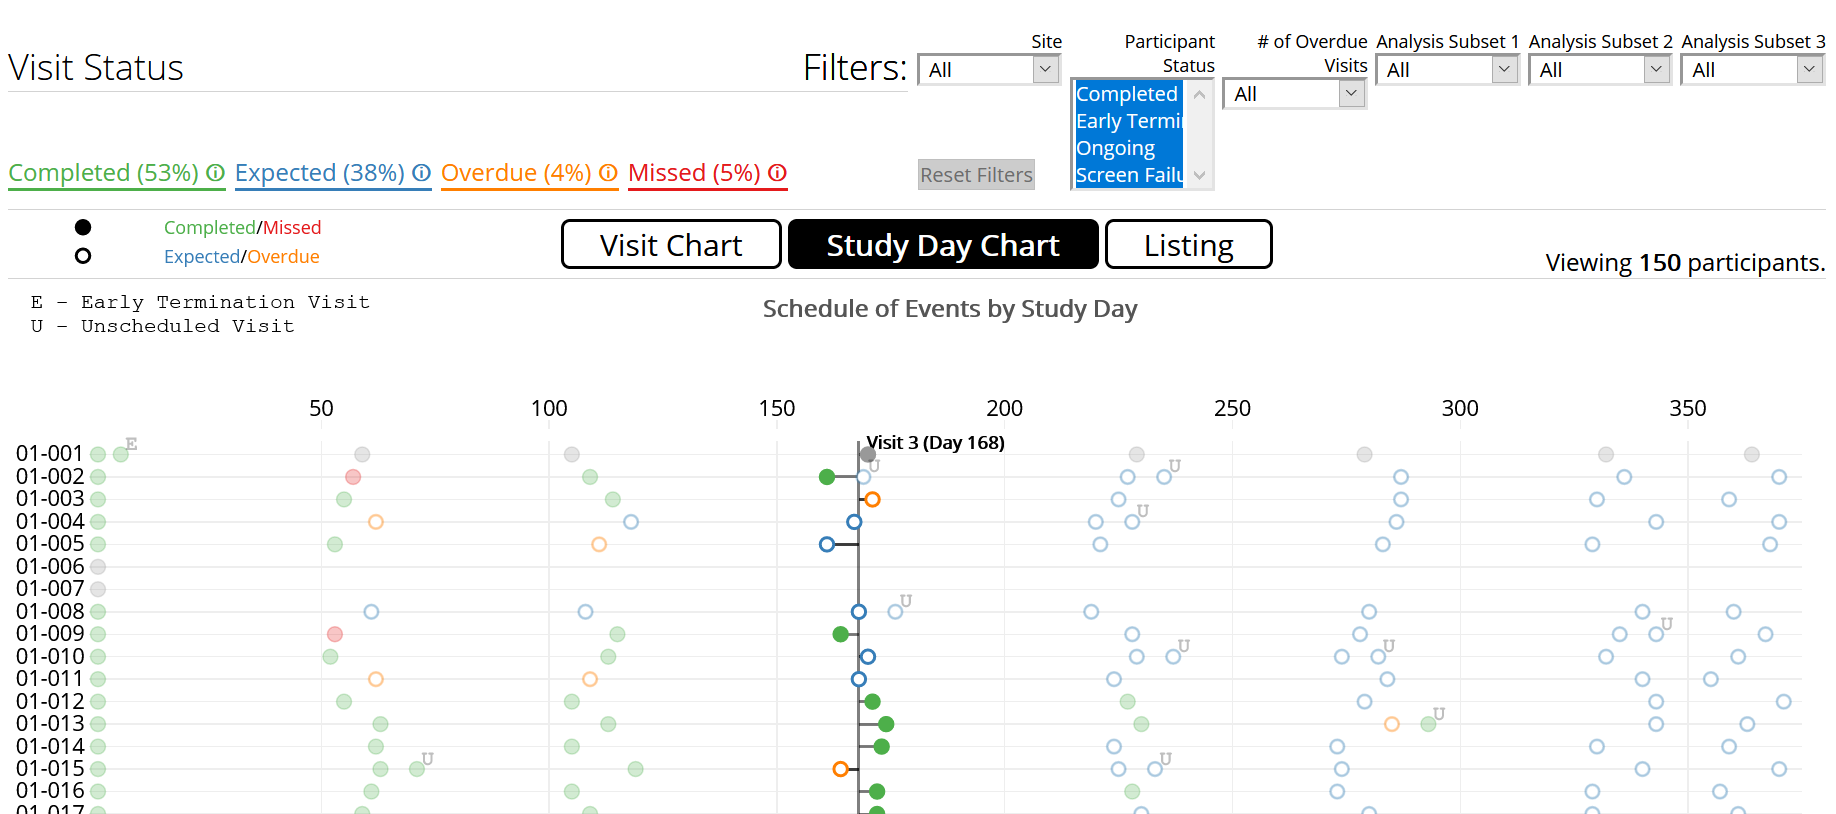 Visit Status
Filters:
Site
All
Participant
Status
Completed
Early Termi
Ongoing
Screen Failu
# of Overdue
Visits
All
Analysis Subset 1
All
Analysis Subset 2
All
Analysis Subset 3
All
Completed (53%) Expected (38%) Overdue (4%) Missed (5%)
Reset Filters
Completed/Missed
Expected/Overdue
Visit Chart
Study Day Chart
Listing
Viewing 150 participants.
E - Early Termination Visit
U - Unscheduled Visit
Schedule of Events by Study Day
50 100 150 200 250 300 350
Visit 3 (Day 168)
01-001 E
01-002 U U
01-003
01-004 U
01-005
01-006
01-007
01-008 U
01-009 U
01-010 U U
01-011
01-012
01-013 U
01-014
01-015 U U
01-016
01-017